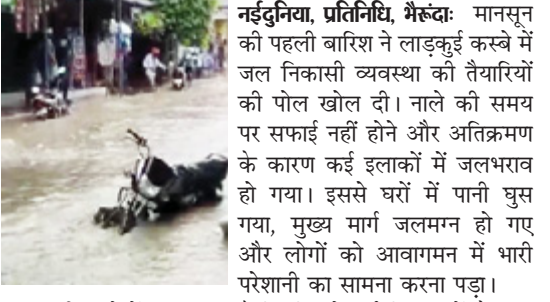 नईदुनिया, प्रतिनिधि, भैरूंदाः मानसून
की पहली बारिश ने लाड़कुई कस्बे में
जल निकासी व्यवस्था की तैयारियों
की पोल खोल दी। नाले की समय
पर सफाई नहीं होने और अतिक्रमण
के कारण कई इलाकों में जलभराव
हो गया। इससे घरों में पानी घुस
गया, मुख्य मार्ग जलमग्न हो गए
और लोगों को आवागमन में भारी
परेशानी का सामना करना पड़ा।